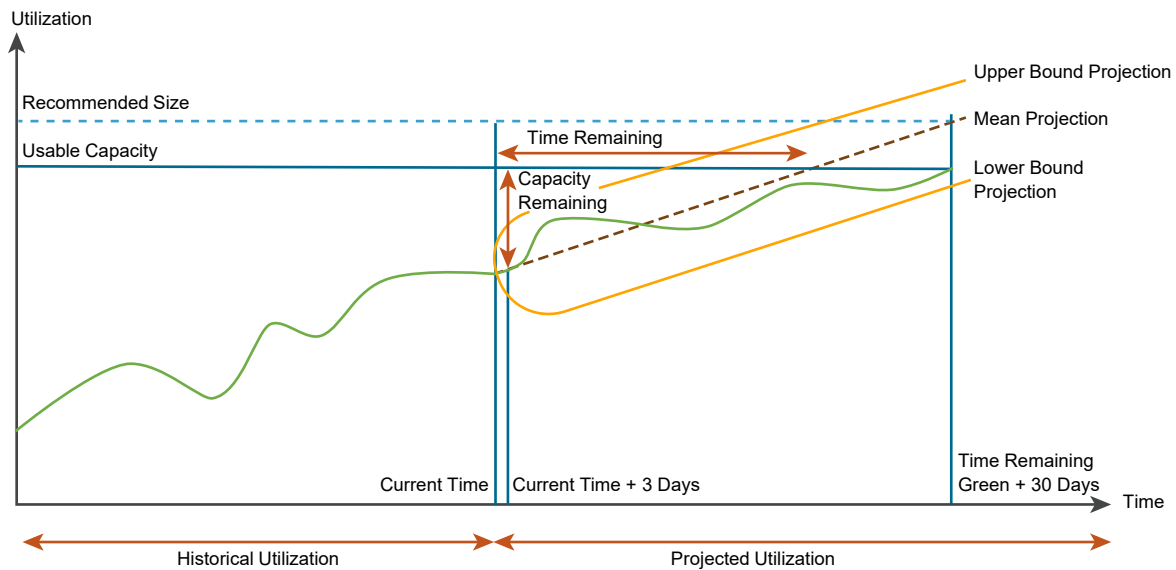 Utilization
Upper Bound Projection
Recommended Size
Mean Projection
Time Remaining
Usable Capacity
Capacity
Remaining
Lower Bound
Projection
Current Time
Current Time + 3 Days
Time Remaining
Green + 30 Days
Time
Historical Utilization
Projected Utilization